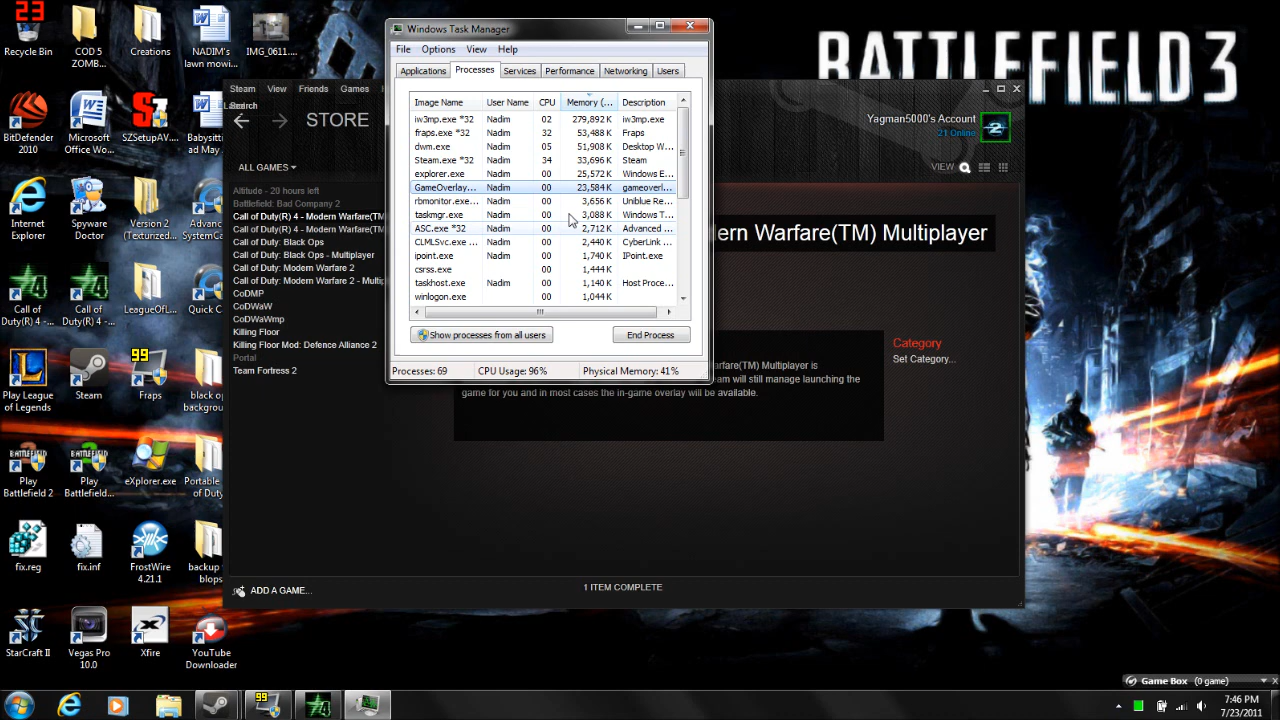 BATTLEFIELD 3
23
Recycle Bin
COD 5 ZOMB...
Creations
NADIM's lawn mowi...
IMG_0611....
BitDefender 2010
Microsoft Office Wo...
SZSetupAV...
Babysitti ad May
Internet Explorer
Spyware Doctor
Version 2 (Texturized...
Advanc SystemCa
Call of Duty(R) 4 -...
Call of Duty(R) 4 -...
LeagueOfL...
Quick C
Play League of Legends
Steam
99
Fraps
black op backgrou
BATTLEFIELD
Play Battlefield 2
BATTLEFIELD
Play Battlefield...
eXplorer.exe
Portable of Duty
fix.reg
fix.inf
FrostWire 4.21.1
backup blops
StarCraft II
Vegas Pro 10.0
Xfire
YouTube Downloader
Windows Task Manager
File Options View Help
Applications Processes Services Performance Networking Users
Image Name User Name CPU Memory (... Description
iw3mp.exe *32 Nadim 02 279,892 K iw3mp.exe
fraps.exe *32 Nadim 32 53,488 K Fraps
dwm.exe Nadim 05 51,908 K Desktop W...
Steam.exe *32 Nadim 34 33,696 K Steam
explorer.exe Nadim 00 25,572 K Windows E...
GameOverlay... Nadim 00 23,584 K gameoverl...
rbmonitor.exe... Nadim 00 3,656 K Uniblue Re...
taskmgr.exe Nadim 00 3,088 K Windows T...
ASC.exe *32 Nadim 00 2,712 K Advanced ...
CLMLSvc.exe ... Nadim 00 2,440 K CyberLink ...
ipoint.exe Nadim 00 1,740 K IPoint.exe
csrss.exe 00 1,444 K
taskhost.exe Nadim 00 1,140 K Host Proce...
winlogon.exe 00 1,044 K
Show processes from all users End Process
Processes: 69 CPU Usage: 96% Physical Memory: 41%
Steam View Friends Games
Search
STORE
Yagman5000's Account
21 Online
2
ALL GAMES
VIEW
Altitude - 20 hours left
Battlefield: Bad Company 2
Call of Duty(R) 4 - Modern Warfare(TM
Call of Duty(R) 4 - Modern Warfare(TM
Call of Duty: Black Ops
Call of Duty: Black Ops - Multiplayer
Call of Duty: Modern Warfare 2
Call of Duty: Modern Warfare 2 - Multip
CoDMP
CoDWaW
CoDWaWmp
Killing Floor
Killing Floor Mod: Defence Alliance 2
Portal
Team Fortress 2
dern Warfare(TM) Multiplayer
arfare(TM) Multiplayer is
eam will still manage launching the
game for you and in most cases the in-game overlay will be available.
Category
Set Category...
ADD A GAME...
1 ITEM COMPLETE
Game Box (0 game)
99
7:46 PM
7/23/2011